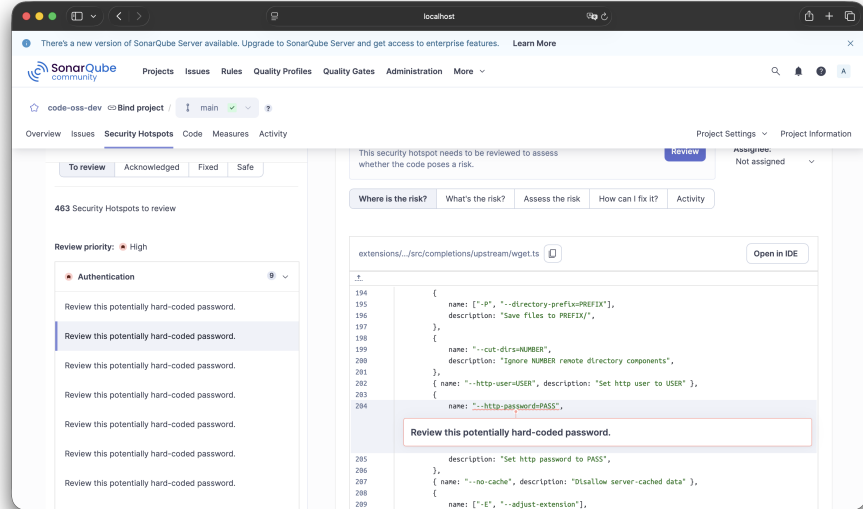 localhost
There's a new version of SonarQube Server available. Upgrade to SonarQube Server and get access to enterprise features. Learn More
SonarQube community
Projects Issues Rules Quality Profiles Quality Gates Administration More
A
code-oss-dev Bind project / main
Overview Issues Security Hotspots Code Measures Activity
Project Settings Project Information
To review Acknowledged Fixed Safe
463 Security Hotspots to review
Review priority: High
Authentication 9
Review this potentially hard-coded password.
Review this potentially hard-coded password.
Review this potentially hard-coded password.
Review this potentially hard-coded password.
Review this potentially hard-coded password.
Review this potentially hard-coded password.
Review this potentially hard-coded password.
This security hotspot needs to be reviewed to assess
whether the code poses a risk.
Review
Assignee:
Not assigned
Where is the risk? What's the risk? Assess the risk How can I fix it? Activity
extensions/.../src/completions/upstream/wget.ts
Open in IDE
194 {
195 name: ["-P", "--directory-prefix=PREFIX"],
196 description: "Save files to PREFIX/",
197 },
198 {
199 name: "--cut-dirs=NUMBER",
200 description: "Ignore NUMBER remote directory components",
201 },
202 { name: "--http-user=USER", description: "Set http user to USER" },
203 {
204 name: "--http-password=PASS",
Review this potentially hard-coded password.
205 description: "Set http password to PASS",
206 },
207 { name: "--no-cache", description: "Disallow server-cached data" },
208 {
209 name: ["-E", "--adjust-extension"],